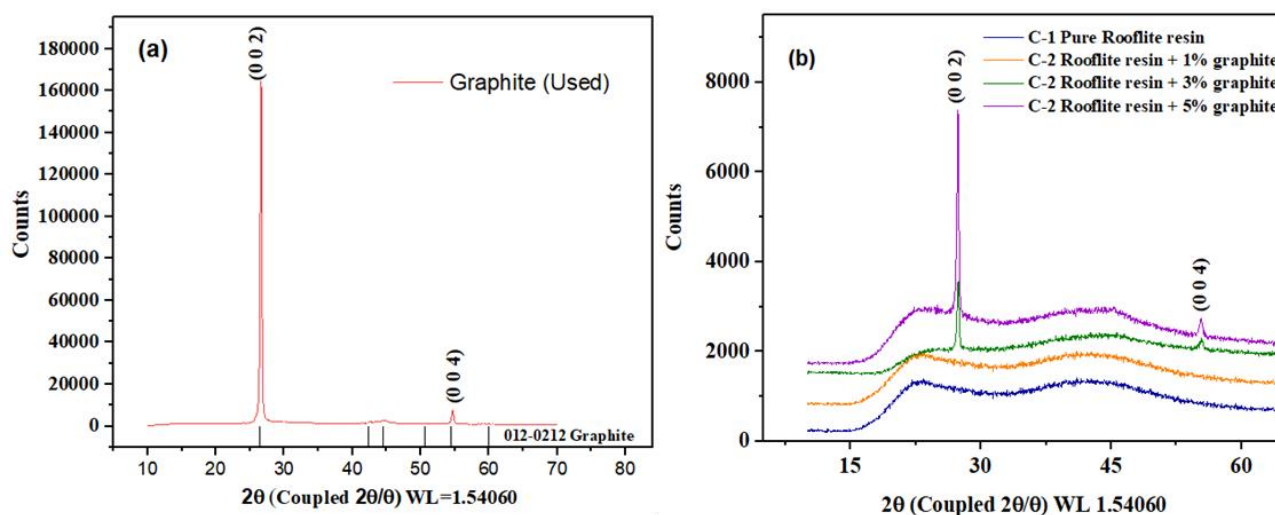 (a)
(0 0 2)
Graphite (Used)
(0 0 4)
012-0212 Graphite
Counts
180000
160000
140000
120000
100000
80000
60000
40000
20000
0
10 20 30 40 50 60 70 80
2θ (Coupled 2θ/θ) WL=1.54060
(b)
C-1 Pure Rooflite resin
C-2 Rooflite resin + 1% graphite
C-2 Rooflite resin + 3% graphite
C-2 Rooflite resin + 5% graphite
(0 0 2)
(0 0 4)
Counts
8000
6000
4000
2000
0
15 30 45 60
2θ (Coupled 2θ/θ) WL 1.54060